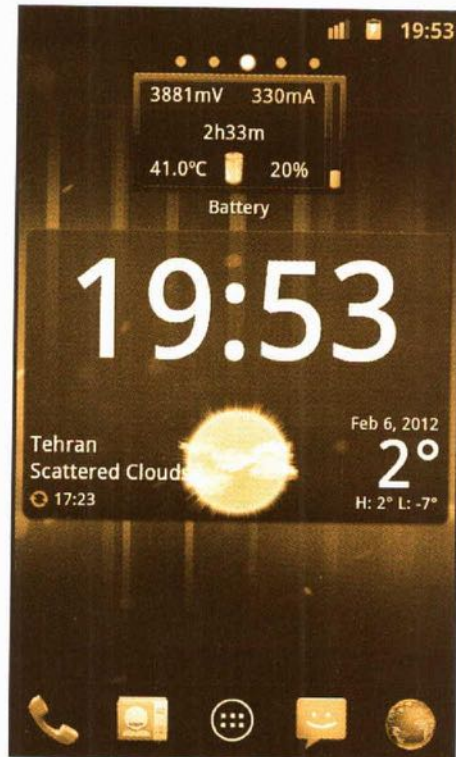 19:53
3881mV 330mA
2h33m
41.0ºC 20%
Battery
19:53
Feb 6, 2012
Tehran
2°
Scattered Clouds
17:23
H: 2° L: -7°